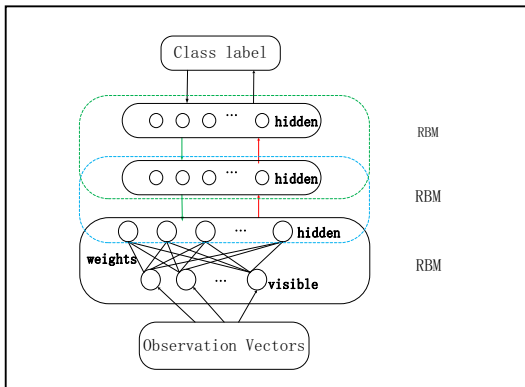 Class label
... hidden
RBM
... hidden
RBM
... hidden
weights
RBM
... visible
Observation Vectors